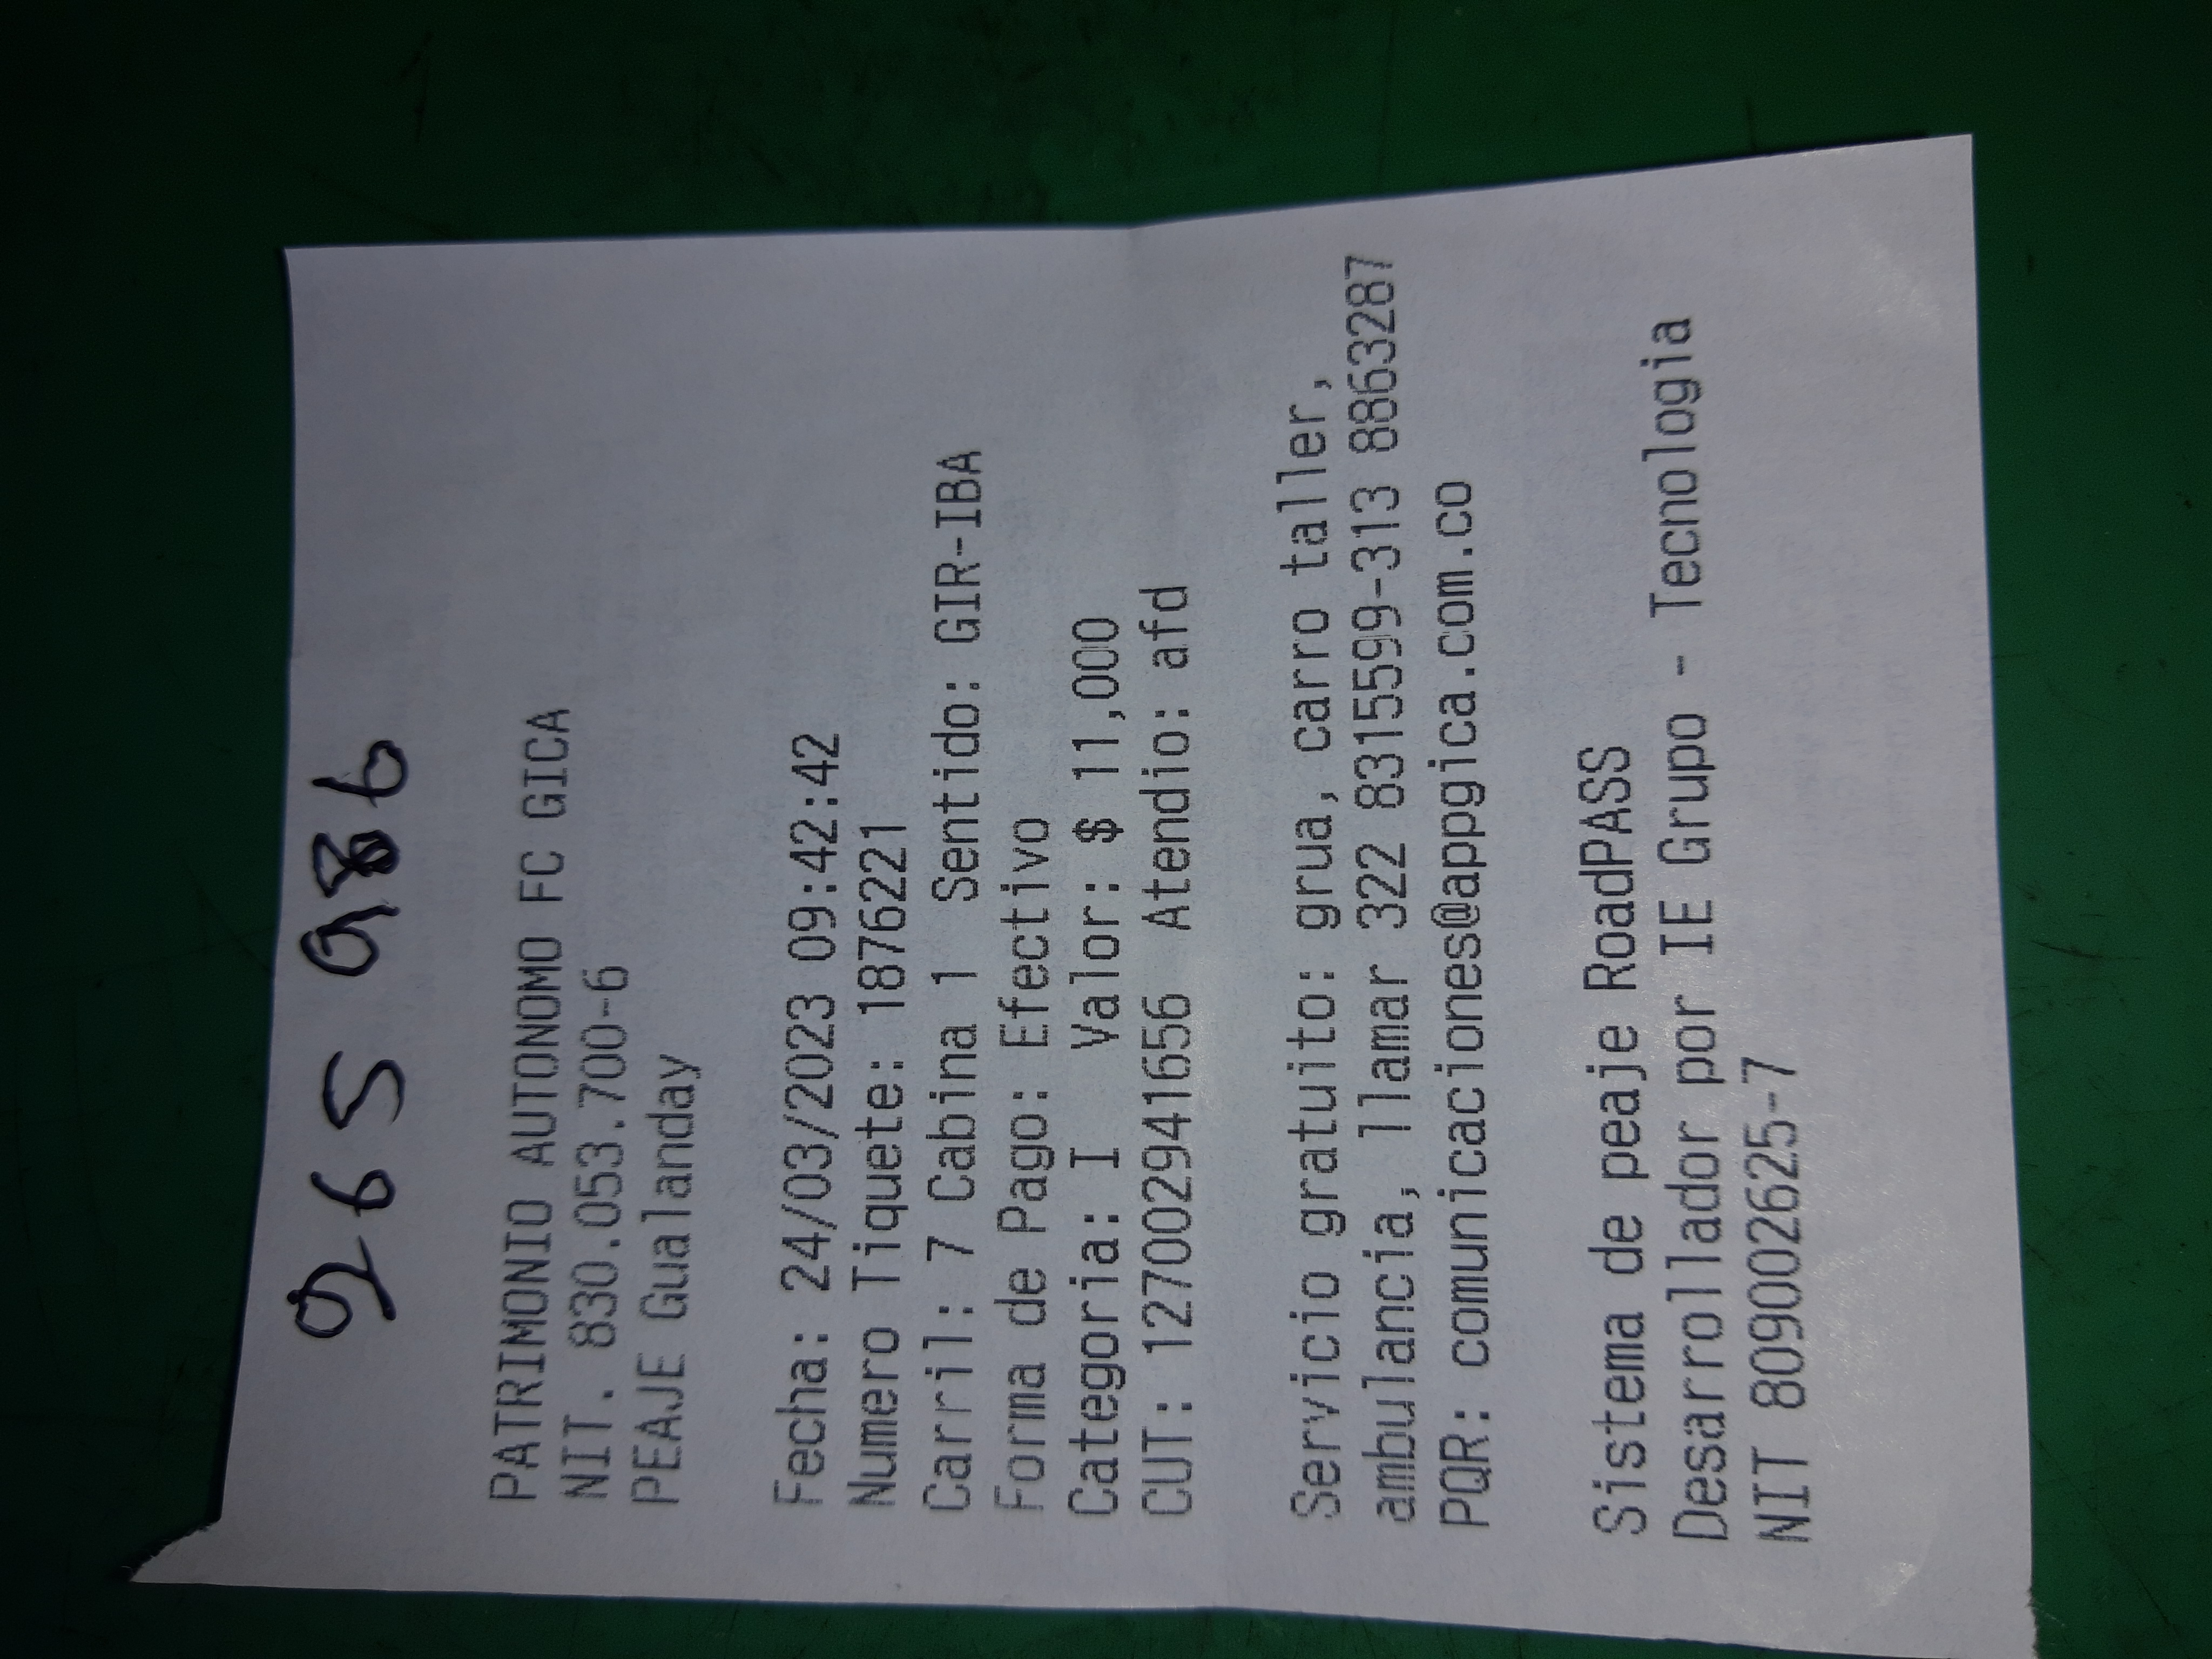 9265 986
PATRIMONIO AUTONOMO FC GICA
NIT. 830.053.700-6
PEAJE Gualanday
Fecha: 24/03/2023 09:42:42
Numero Tiquete: 1876221
Carril: 7 Cabina 1 Sentido: GIR-IBA
Forma de Pago: Efectivo
Categoria: I Valor: $ 11,000
CUT: 127002941656 Atendio: afd
Servicio gratuito: grua, carro taller,
ambulancia, llamar 322 8315599-313 8863287
PQR: comunicaciones@appgica.com.co
Sistema de peaje RoadPASS
Desarrollador por IE Grupo - Tecnologia
NIT 809002625-7